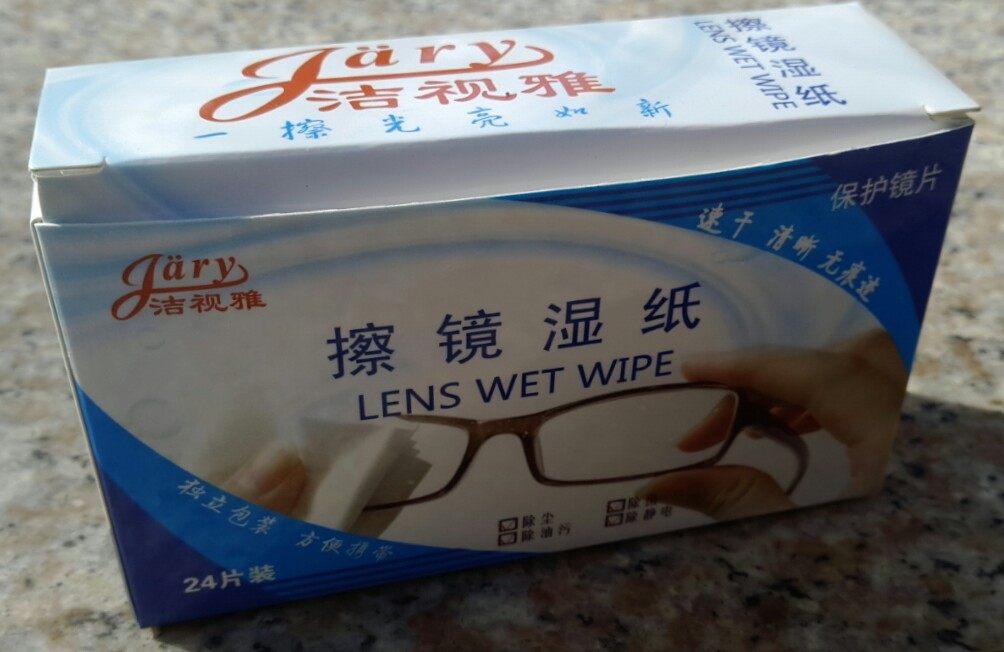 Järy
洁视雅
一擦光亮如新
擦镜湿纸
LENS WET WIPE
保护镜片
速干 清晰 无痕迹
Järy
洁视雅
擦镜湿纸
LENS WET WIPE
除尘
除油污
除
除静电
独立包装 方便携带
24片装